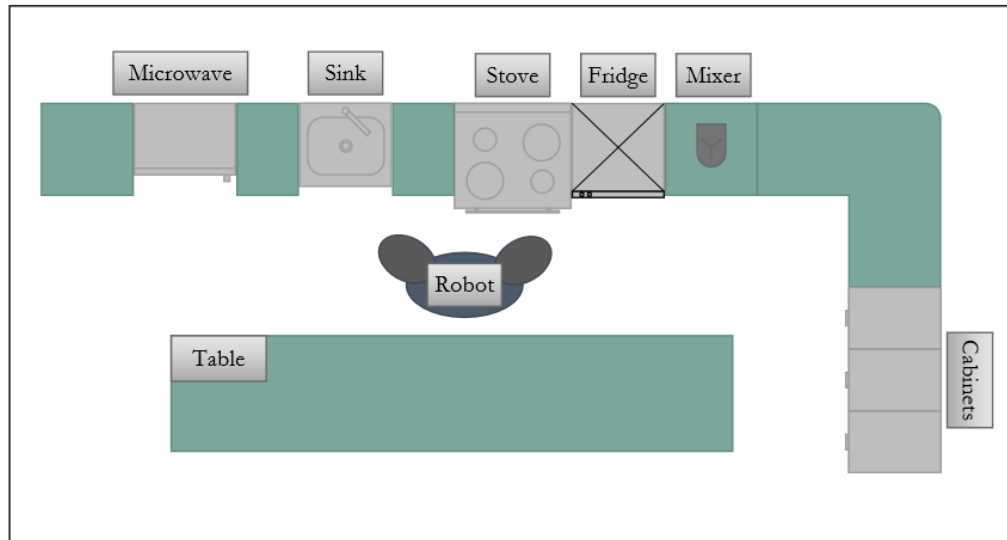 Microwave
Sink
Stove
Fridge
Mixer
Robot
Table
Cabinets